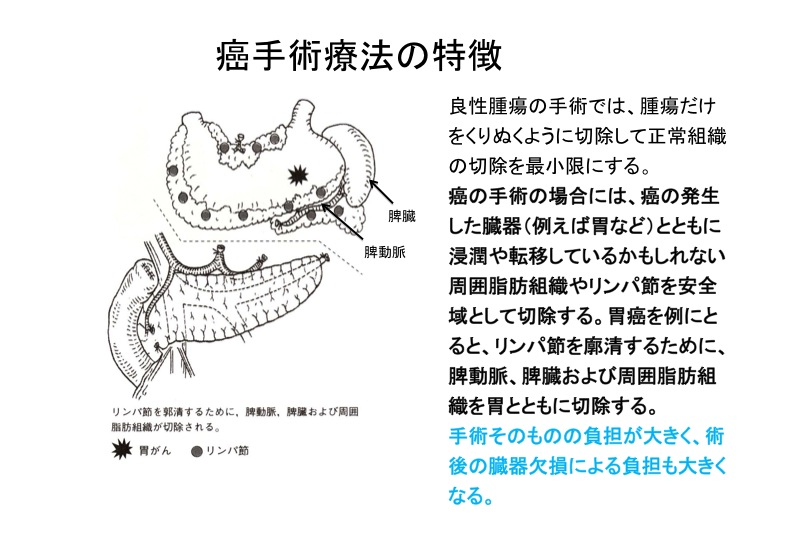 癌手術療法の特徴
良性腫瘍の手術では、腫瘍だけ
をくりぬくように切除して正常組織
の切除を最小限にする。
癌の手術の場合には、癌の発生
した臓器（例えば胃など）とともに
浸潤や転移しているかもしれない
周囲脂肪組織やリンパ節を安全
域として切除する。胃癌を例にと
ると、リンパ節を廓清するために、
脾動脈、脾臓および周囲脂肪組
織を胃とともに切除する。
手術そのものの負担が大きく、術
後の臓器欠損による負担も大きく
なる。
脾臓
脾動脈
リンパ節を郭清するために，脾動脈，脾臓および周囲
脂肪組織が切除される。
胃がん リンパ節